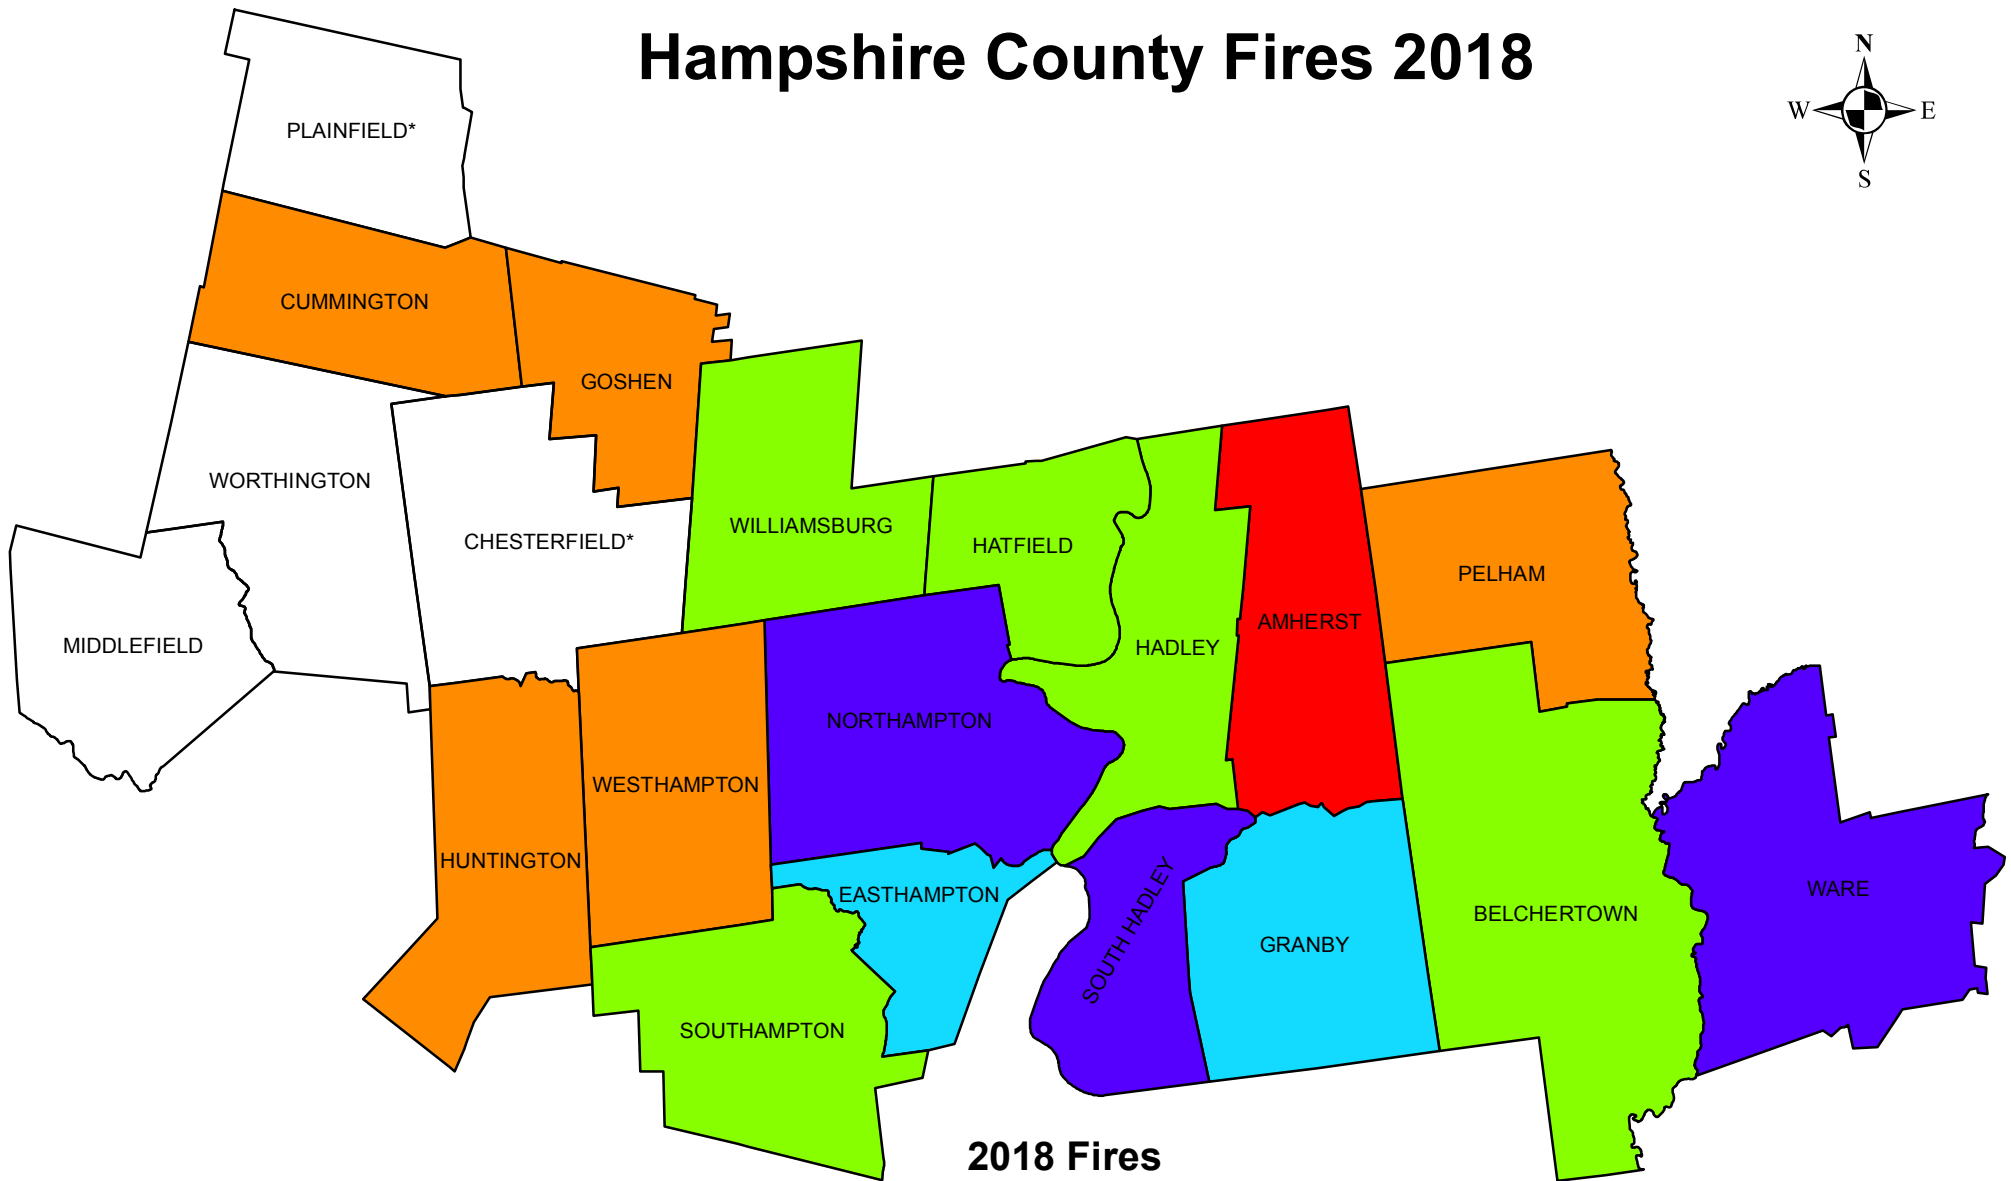 Hampshire County Fires 2018
N
W E
S
PLAINFIELD*
CUMMINGTON
GOSHEN
WORTHINGTON
WILLIAMSBURG
CHESTERFIELD*
HATFIELD
PELHAM
AMHERST
MIDDLEFIELD
HADLEY
NORTHAMPTON
WESTHAMPTON
HUNTINGTON
EASTHAMPTON
WARE
BELCHERTOWN
SOUTH HADLEY
GRANBY
SOUTHAMPTON
2018 Fires